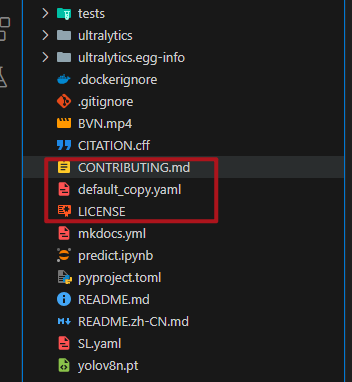 tests
ultralytics
ultralytics.egg-info
.dockerignore
.gitignore
BVN.mp4
CITATION.cff
CONTRIBUTING.md
default_copy.yaml
LICENSE
mkdocs.yml
predict.ipynb
pyproject.toml
README.md
README.zh-CN.md
SL.yaml
yolov8n.pt